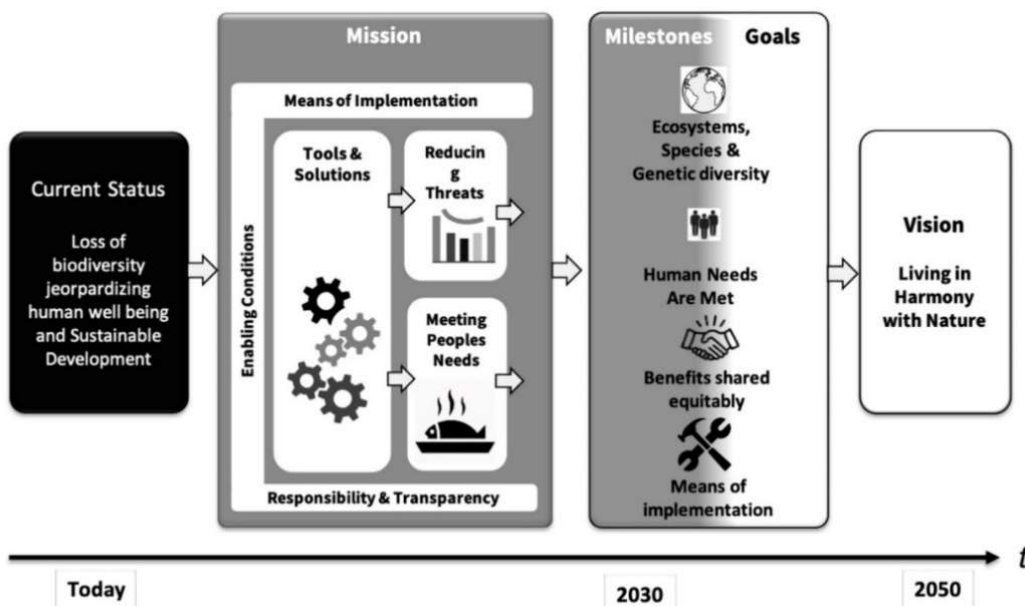 Current Status
Loss of
biodiversity
jeorpardizing
human well being
and Sustainable
Development
Mission
Means of Implementation
Enabling Conditions
Tools &
Solutions
Reducin
g
Threats
Meeting
Peoples
Needs
Responsibility & Transparency
Milestones Goals
Ecosystems,
Species &
Genetic diversity
Human Needs
Are Met
Benefits shared
equitably
Means of
implementation
Vision
Living in
Harmony
with Nature
t
Today
2030
2050